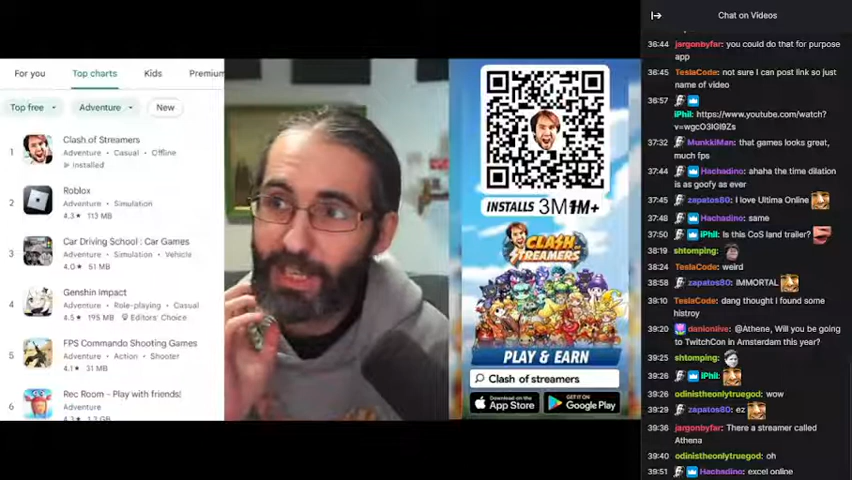 For you
Top charts
Kids
Premium
Top free
Adventure
New
1
Clash of Streamers
Adventure • Casual • Offline
Installed
2
Roblox
Adventure • Simulation
4.3★ 113 MB
3
Car Driving School : Car Games
Adventure • Simulation • Vehicle
4.0★ 51 MB
4
Genshin Impact
Adventure • Role-playing • Casual
4.5★ 195 MB Editors' Choice
5
FPS Commando Shooting Games
Adventure • Action • Shooter
4.1★ 31 MB
6
Rec Room - Play with friends!
Adventure
INSTALLS 3M
CLASH OF
STREAMERS
PLAY & EARN
Clash of streamers
Download on the
App Store
GET IT ON
Google Play
Chat on Videos
36:44 jargonbyfar: you could do that for purpose
app
36:45 TeslaCode: not sure I can post link so just
name of video
36:57
iPhil: https://www.youtube.com/watch?
37:32 MunkkiMan: that games looks great,
much fps
37:44 Hachadino: ahaha the time dilation
is as goofy as ever
37:45 zapatos80: I love Ultima Online
37:48 Hachadino: same
37:50 iPhil: Is this CoS land trailer?
38:19 shtomping:
38:24 TeslaCode: weird
38:58 zapatos80: IMMORTAL
39:10 TeslaCode: dang thought I found some
histroy
39:20 danionlive: @Athene, Will you be going
to TwitchCon in Amsterdam this year?
39:25 shtomping:
39:26 iPhil:
39:26 odinistheonlytruegod: wow
39:29 zapatos80: ez
39:36 jargonbyfar: There a streamer called
Athena
39:40 odinistheonlytruegod: oh
39:51 Hachadino: excel online